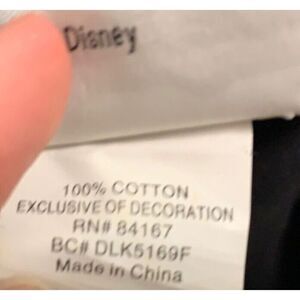 Disney
100% COTTON
EXCLUSIVE OF DECORATION
RN# 84167
BC# DLK5169F
Made in China